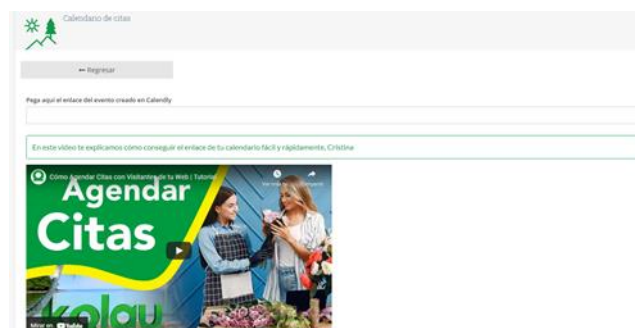 Calendario de citas
← Regresar
Pega aquí el enlace del evento creado en Calendly
En este video te explicamos cómo conseguir el enlace de tu calendario fácil y rápidamente, Cristina
Cómo Agendar Citas con Visitantes de tu Web | Tutorial
Agendar
Citas
kolau
Mirar en YouTube